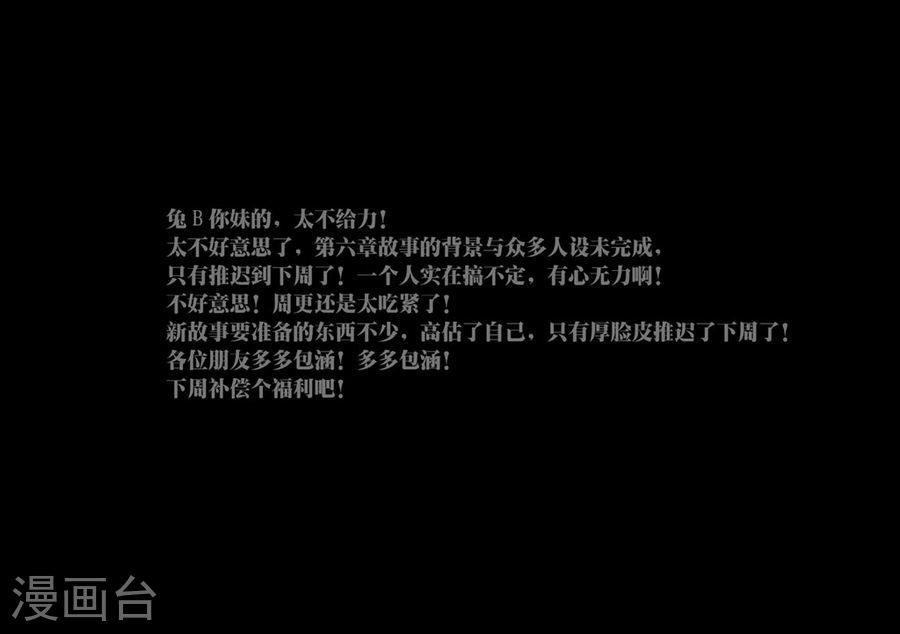 兔B你妹的，太不给力！
太不好意思了，第六章故事的背景与众多人设未完成，
只有推迟到下周了！一个人实在搞不定，有心无力啊！
不好意思！周更还是太吃紧了！
新故事要准备的东西不少，高估了自己，只有厚脸皮推迟了下周了！
各位朋友多多包涵！多多包涵！
下周补偿个福利吧！
漫画台